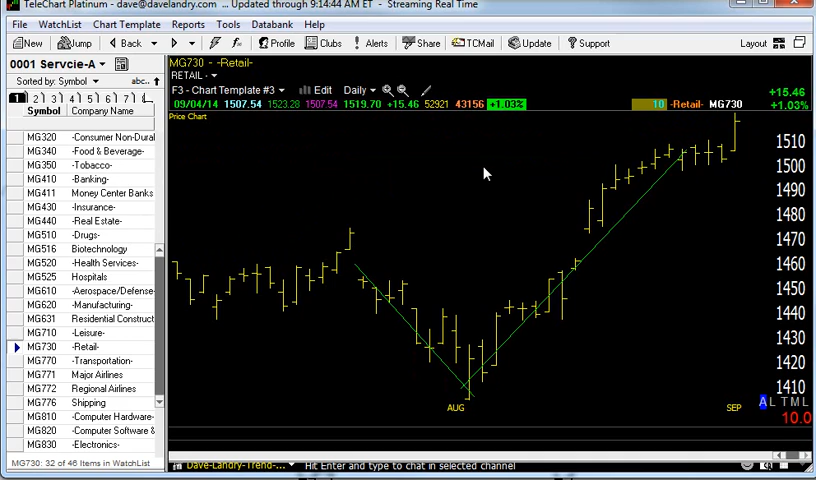 TeleChart Platinum - dave@davelandry.com ... Updated through 9:14:44 AM ET - Streaming Real Time
File WatchList Chart Template Reports Tools Databank Help
New Jump Back Profile Clubs Alerts Share TCMail Update Support Layout
0001 Servcie-A
Sorted by: Symbol abc..
1 2 3 4 5 6 7
Symbol Company Name
MG320 -Consumer Non-Dural
MG340 -Food & Beverage-
MG350 -Tobacco-
MG410 -Banking-
MG411 Money Center Banks
MG430 -Insurance-
MG440 -Real Estate-
MG510 -Drugs-
MG516 Biotechnology
MG520 -Health Services-
MG525 Hospitals
MG610 -Aerospace/Defense-
MG620 -Manufacturing-
MG631 Residential Construct
MG710 -Leisure-
MG730 -Retail-
MG770 -Transportation-
MG771 Major Airlines
MG772 Regional Airlines
MG776 Shipping
MG810 -Computer Hardware-
MG820 -Computer Software &
MG830 -Electronics-
MG730: 32 of 46 Items in WatchList
MG730 - -Retail-
RETAIL -
F3 - Chart Template #3 Edit Daily
09/04/14 1507.54 1523.28 1507.54 1519.70 +15.46 52921 43156 +1.03% 10 -Retail- MG730
+15.46
+1.03%
Price Chart
1510
1500
1490
1480
1470
1460
1450
1440
1430
1420
1410
AUG SEP
A L T M L
10.0
Dave-Landry-Trend-... Hit Enter and type to chat in selected channel